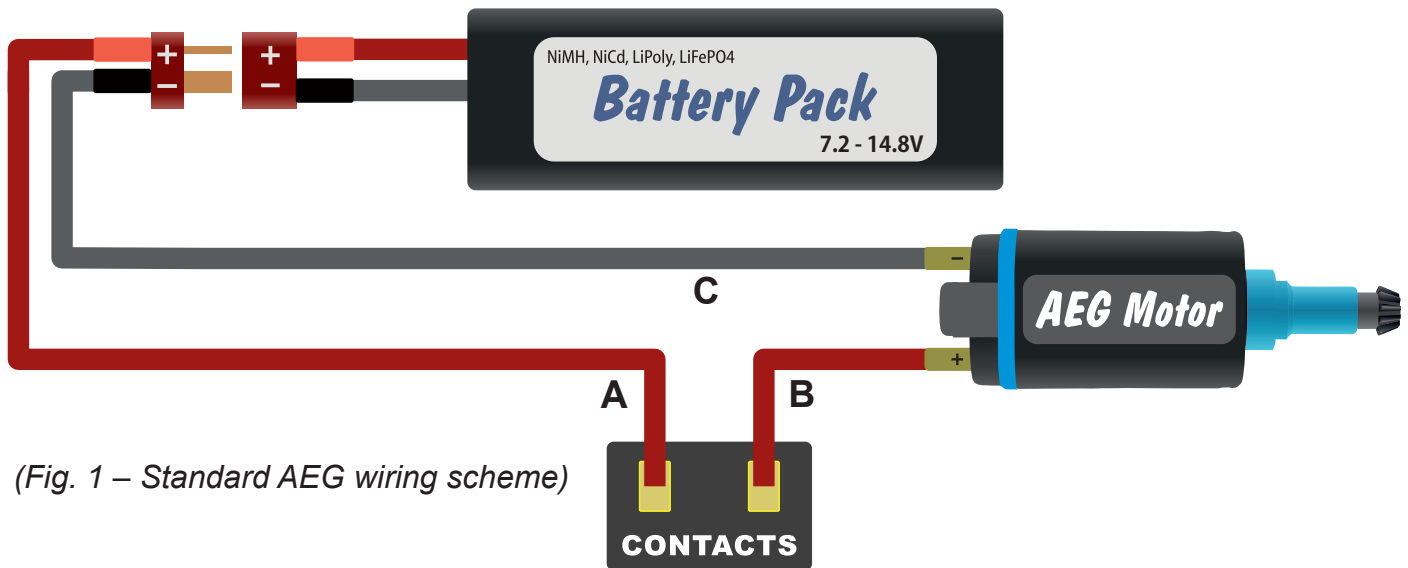 +
−
+
−
NiMH, NiCd, LiPoly, LiFePO4
Battery Pack
7.2 - 14.8V
−
C
AEG Motor
+
A
B
(Fig. 1 – Standard AEG wiring scheme)
CONTACTS